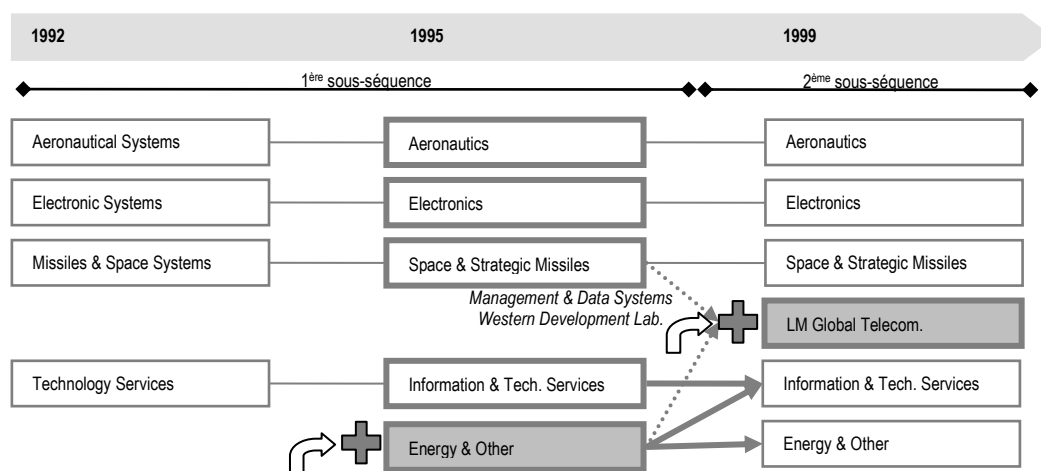 1992 1995 1999
1ère sous-séquence 2ème sous-séquence
Aeronautical Systems Aeronautics Aeronautics
Electronic Systems Electronics Electronics
Missiles & Space Systems Space & Strategic Missiles Space & Strategic Missiles
Management & Data Systems
Western Development Lab.
LM Global Telecom.
Technology Services Information & Tech. Services Information & Tech. Services
Energy & Other Energy & Other